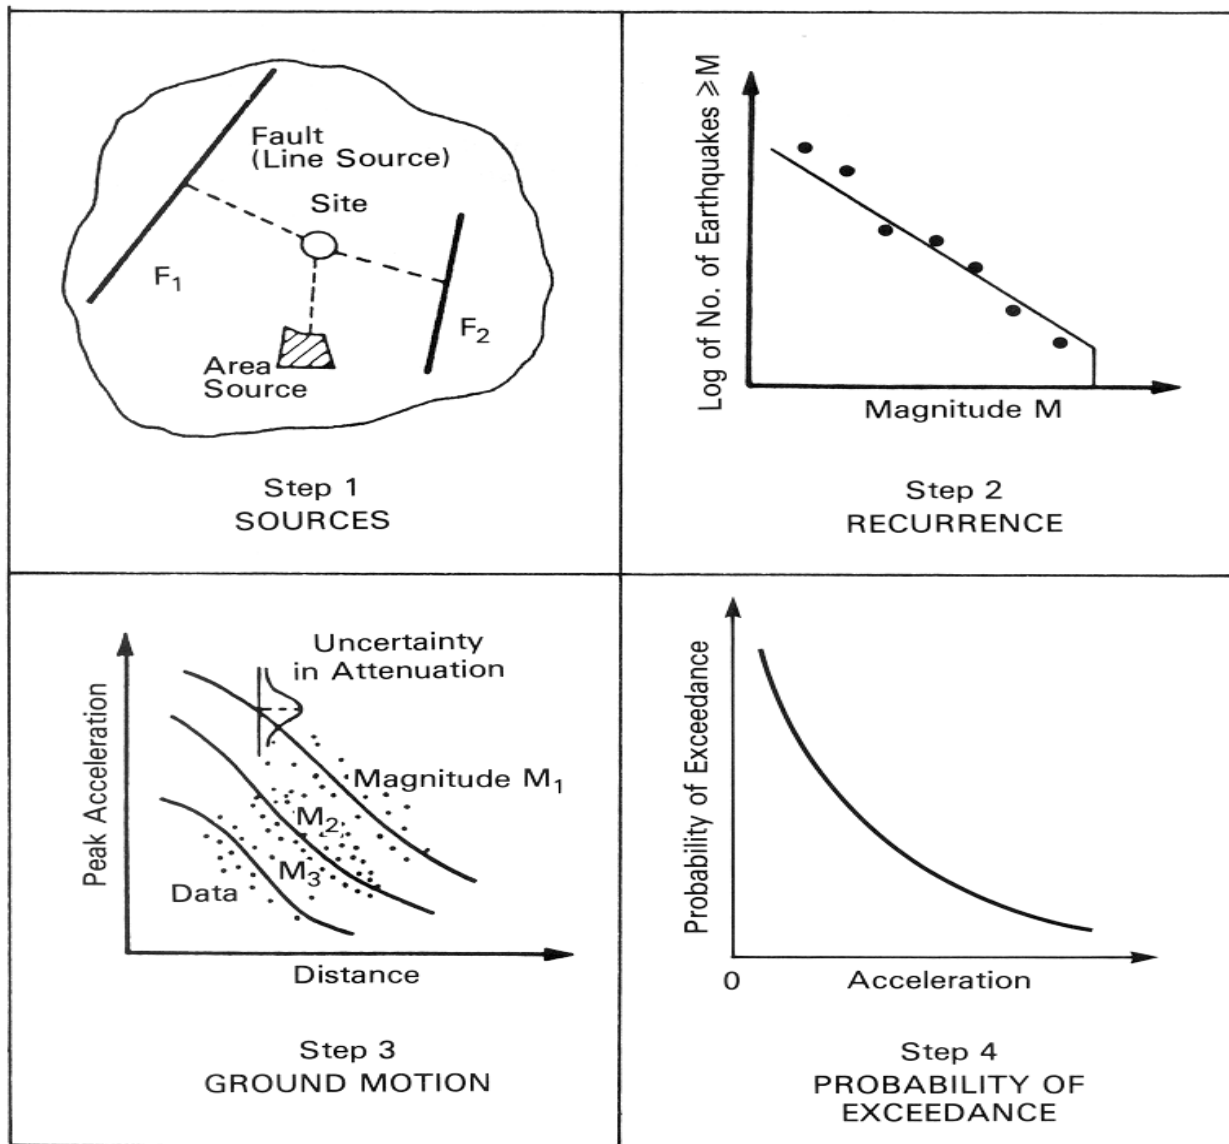 Fault
(Line Source)
Site
F1
F2
Area
Source
Step 1
SOURCES
Log of No. of Earthquakes ⩾M
Magnitude M
Step 2
RECURRENCE
Uncertainty
in Attenuation
Peak Acceleration
Magnitude M1
M2
M3
Data
Distance
Step 3
GROUND MOTION
Probability of Exceedance
0
Acceleration
Step 4
PROBABILITY OF
EXCEEDANCE